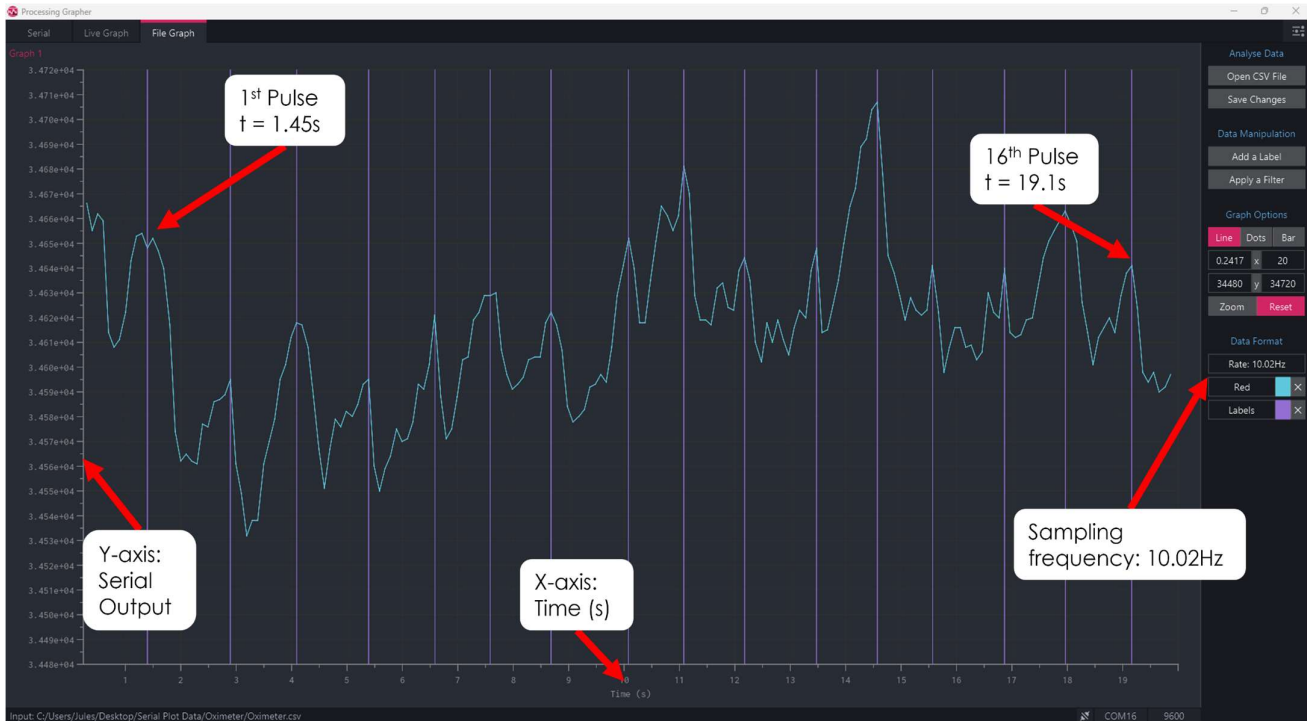 Processing Grapher
Serial Live Graph File Graph
Graph 1
3.472e+04
3.471e+04
3.470e+04
3.469e+04
3.468e+04
3.467e+04
3.466e+04
3.465e+04
3.464e+04
3.463e+04
3.462e+04
3.461e+04
3.460e+04
3.459e+04
3.458e+04
3.457e+04
3.456e+04
3.455e+04
3.454e+04
3.453e+04
3.452e+04
3.451e+04
3.450e+04
3.449e+04
3.448e+04
1 2 3 4 5 6 7 8 9 10 11 12 13 14 15 16 17 18 19
Time (s)
1st Pulse
t = 1.45s
16th Pulse
t = 19.1s
Y-axis:
Serial
Output
X-axis:
Time (s)
Sampling
frequency: 10.02Hz
Analyse Data
Open CSV File
Save Changes
Data Manipulation
Add a Label
Apply a Filter
Graph Options
Line Dots Bar
0.2417 x 20
34480 y 34720
Zoom Reset
Data Format
Rate: 10.02Hz
Red
Labels
Input: C:/Users/Jules/Desktop/Serial Plot Data/Oximeter/Oximeter.csv
COM16 9600